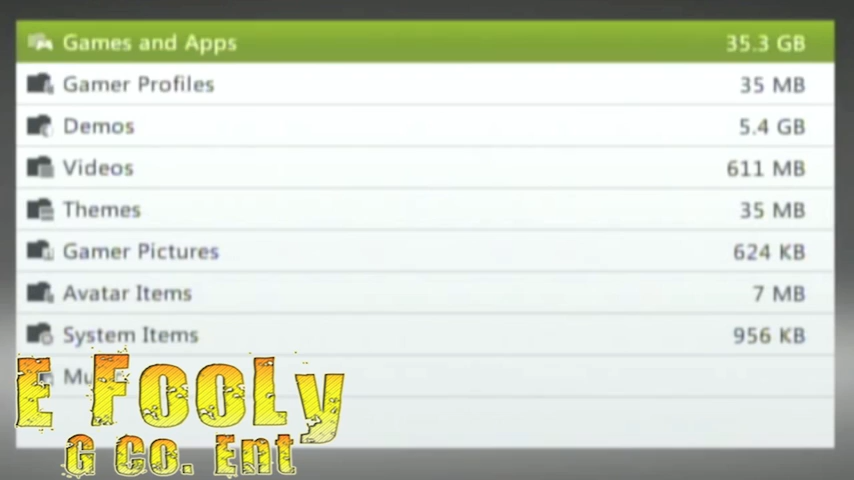 Games and Apps 35.3 GB
Gamer Profiles 35 MB
Demos 5.4 GB
Videos 611 MB
Themes 35 MB
Gamer Pictures 624 KB
Avatar Items 7 MB
System Items 956 KB
E FooLy
G Co. Ent